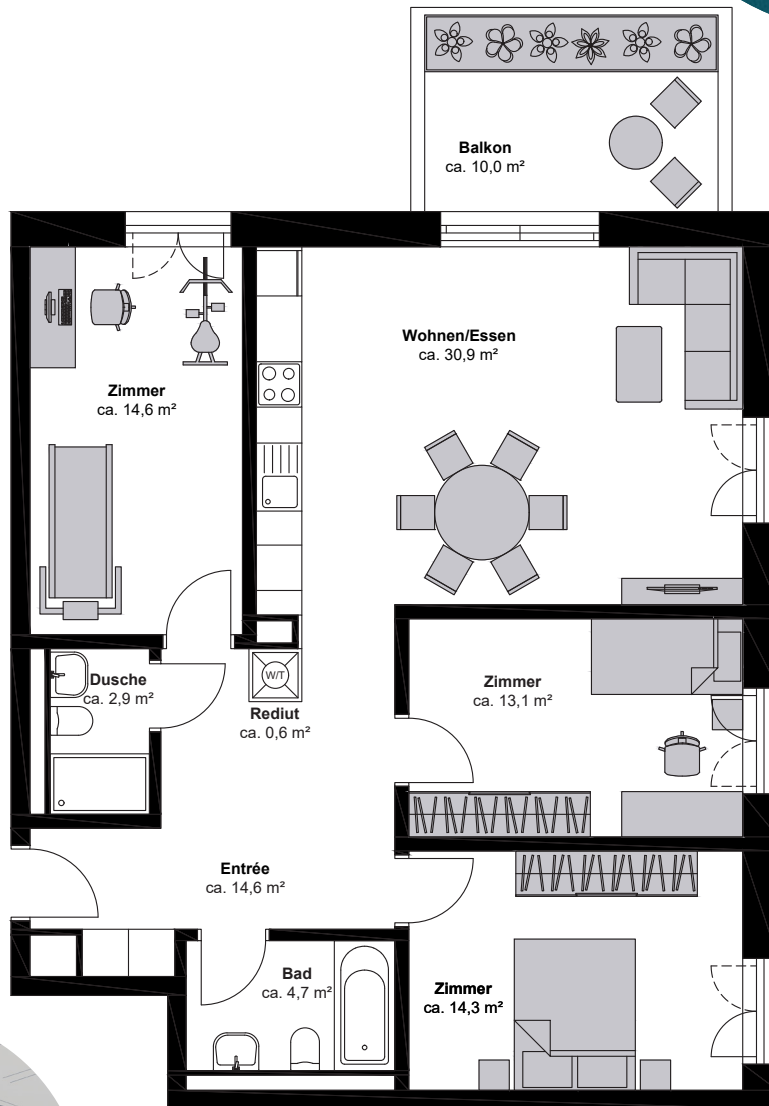 Balkon
ca. 10,0 m²
Wohnen/Essen
ca. 30,9 m²
Zimmer
ca. 14,6 m²
Dusche
ca. 2,9 m²
W/T
Rediut
ca. 0,6 m²
Zimmer
ca. 13,1 m²
Entrée
ca. 14,6 m²
Bad
ca. 4,7 m²
Zimmer
ca. 14,3 m²